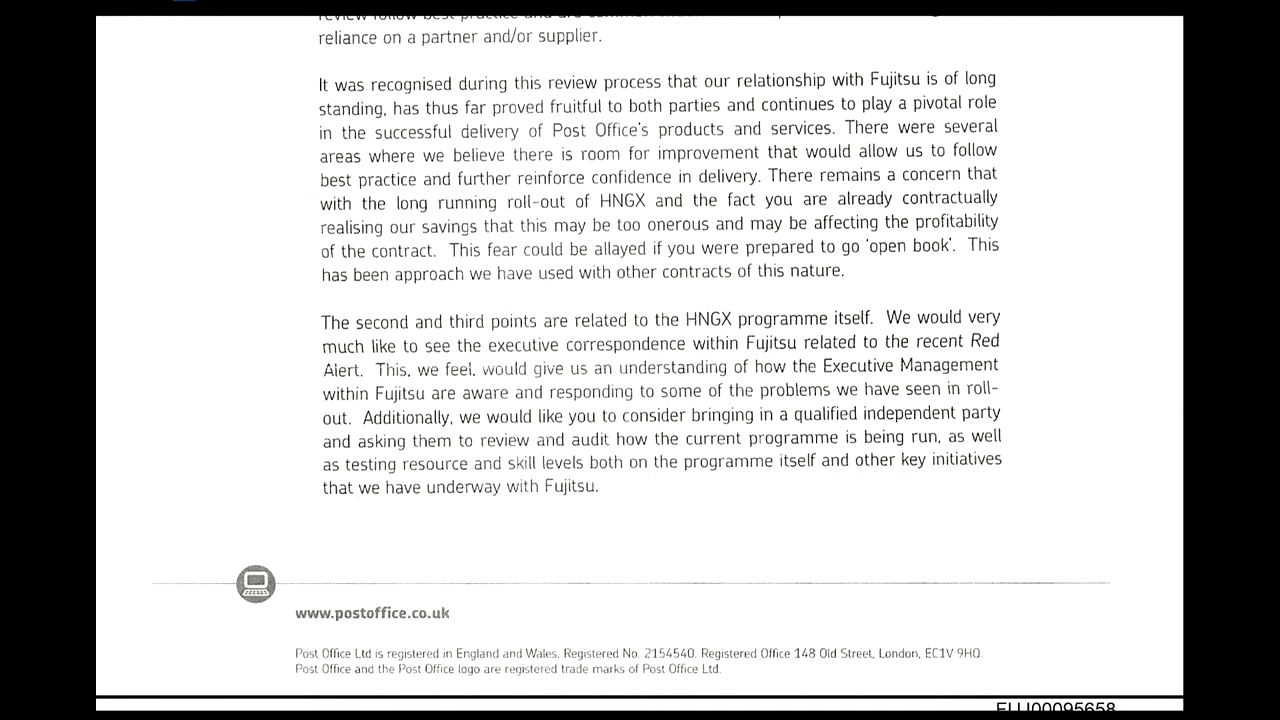 reliance on a partner and/or supplier.
It was recognised during this review process that our relationship with Fujitsu is of long
standing, has thus far proved fruitful to both parties and continues to play a pivotal role
in the successful delivery of Post Office's products and services. There were several
areas where we believe there is room for improvement that would allow us to follow
best practice and further reinforce confidence in delivery. There remains a concern that
with the long running roll-out of HNGX and the fact you are already contractually
realising our savings that this may be too onerous and may be affecting the profitability
of the contract. This fear could be allayed if you were prepared to go 'open book'. This
has been approach we have used with other contracts of this nature.
The second and third points are related to the HNGX programme itself. We would very
much like to see the executive correspondence within Fujitsu related to the recent Red
Alert. This, we feel, would give us an understanding of how the Executive Management
within Fujitsu are aware and responding to some of the problems we have seen in roll-
out. Additionally, we would like you to consider bringing in a qualified independent party
and asking them to review and audit how the current programme is being run, as well
as testing resource and skill levels both on the programme itself and other key initiatives
that we have underway with Fujitsu.
www.postoffice.co.uk
Post Office Ltd is registered in England and Wales. Registered No. 2154540. Registered Office 148 Old Street, London, EC1V 9HQ.
Post Office and the Post Office logo are registered trade marks of Post Office Ltd.